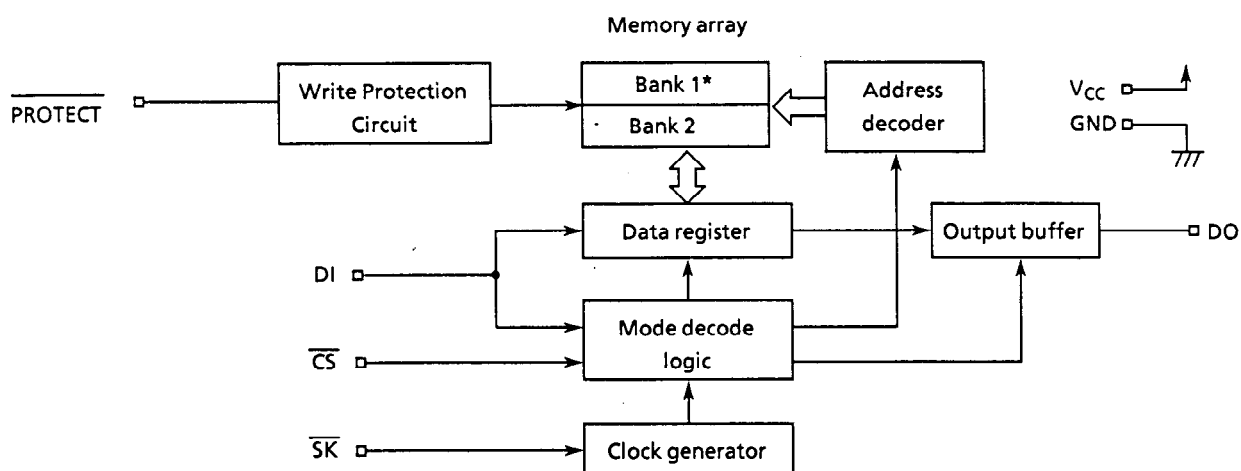 Memory array
PROTECT
Write Protection
Circuit
Bank 1*
Bank 2
Address
decoder
VCC
GND
DI
Data register
Output buffer
DO
CS
Mode decode
logic
SK
Clock generator